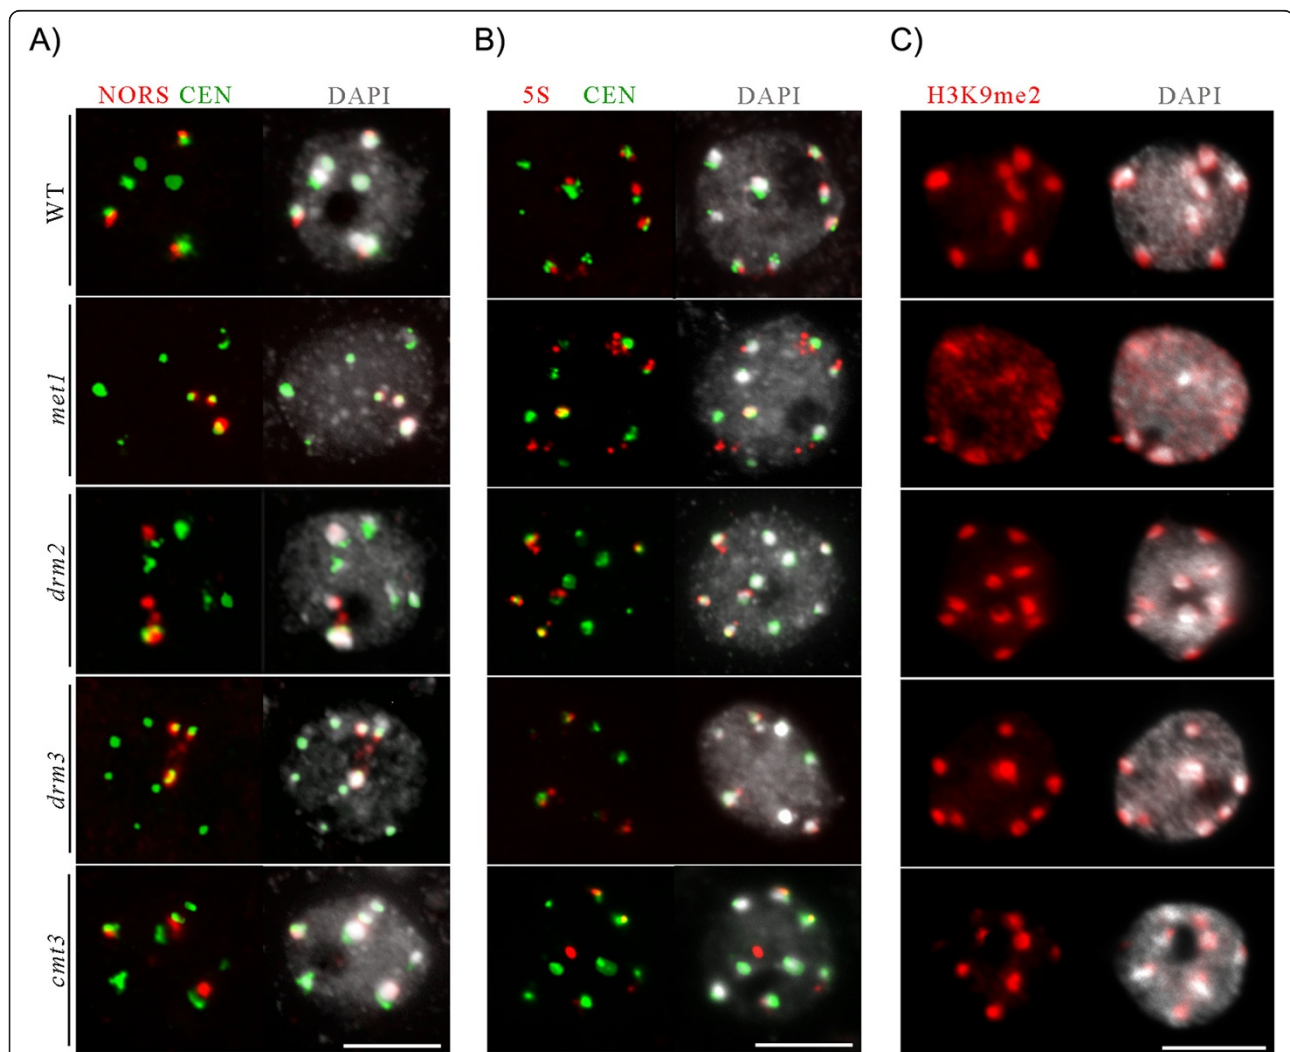 A)
B)
C)
NORS CEN DAPI
5S CEN DAPI
H3K9me2 DAPI
WT
met1
drm2
drm3
cmt3